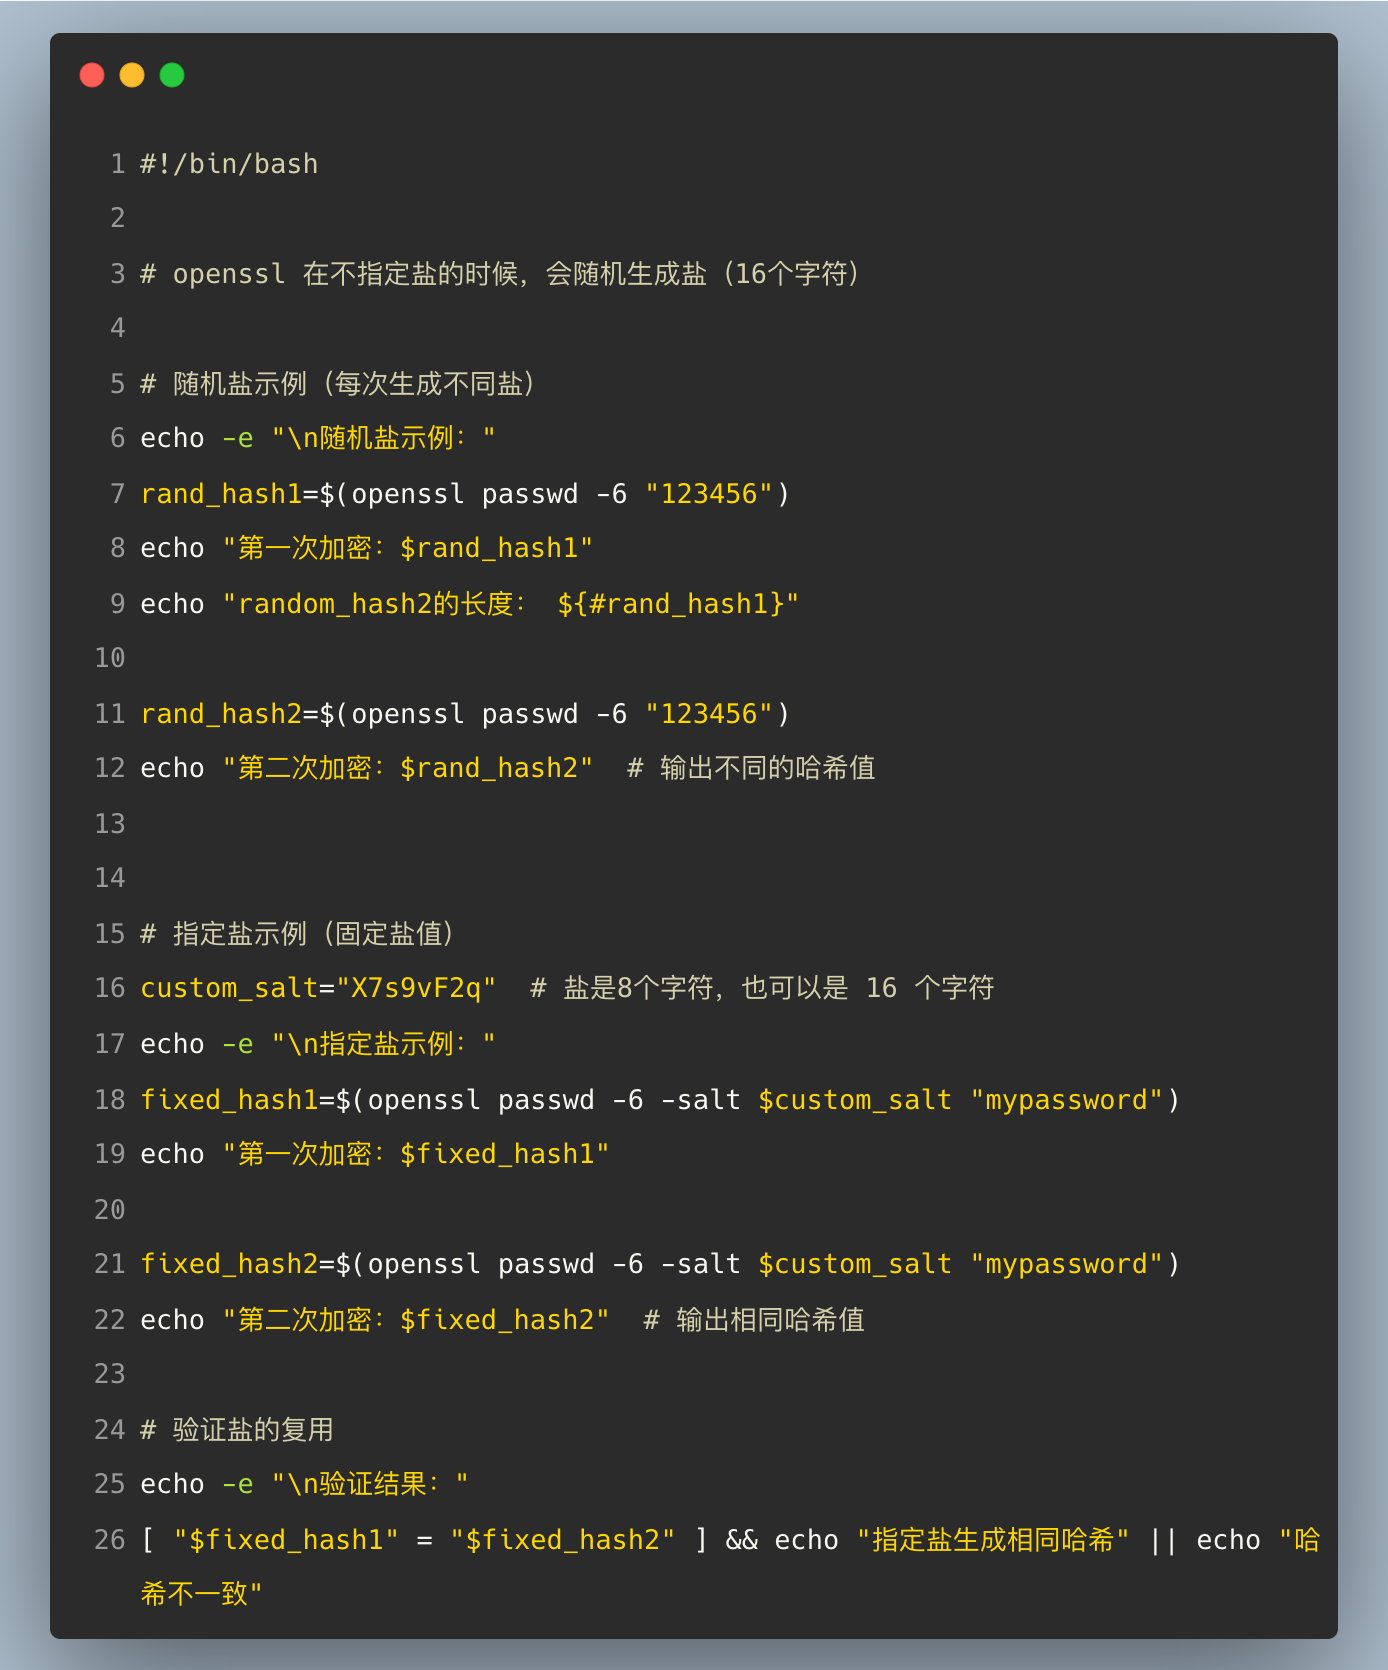 1 #!/bin/bash
2
3 # openssl 在不指定盐的时候，会随机生成盐（16个字符）
4
5 # 随机盐示例（每次生成不同盐）
6 echo -e "\n随机盐示例："
7 rand_hash1=$(openssl passwd -6 "123456")
8 echo "第一次加密：$rand_hash1"
9 echo "random_hash2的长度： ${#rand_hash1}"
10
11 rand_hash2=$(openssl passwd -6 "123456")
12 echo "第二次加密：$rand_hash2"  # 输出不同的哈希值
13
14
15 # 指定盐示例（固定盐值）
16 custom_salt="X7s9vF2q"  # 盐是8个字符，也可以是 16 个字符
17 echo -e "\n指定盐示例："
18 fixed_hash1=$(openssl passwd -6 -salt $custom_salt "mypassword")
19 echo "第一次加密：$fixed_hash1"
20
21 fixed_hash2=$(openssl passwd -6 -salt $custom_salt "mypassword")
22 echo "第二次加密：$fixed_hash2"  # 输出相同哈希值
23
24 # 验证盐的复用
25 echo -e "\n验证结果："
26 [ "$fixed_hash1" = "$fixed_hash2" ] && echo "指定盐生成相同哈希" || echo "哈
希不一致"